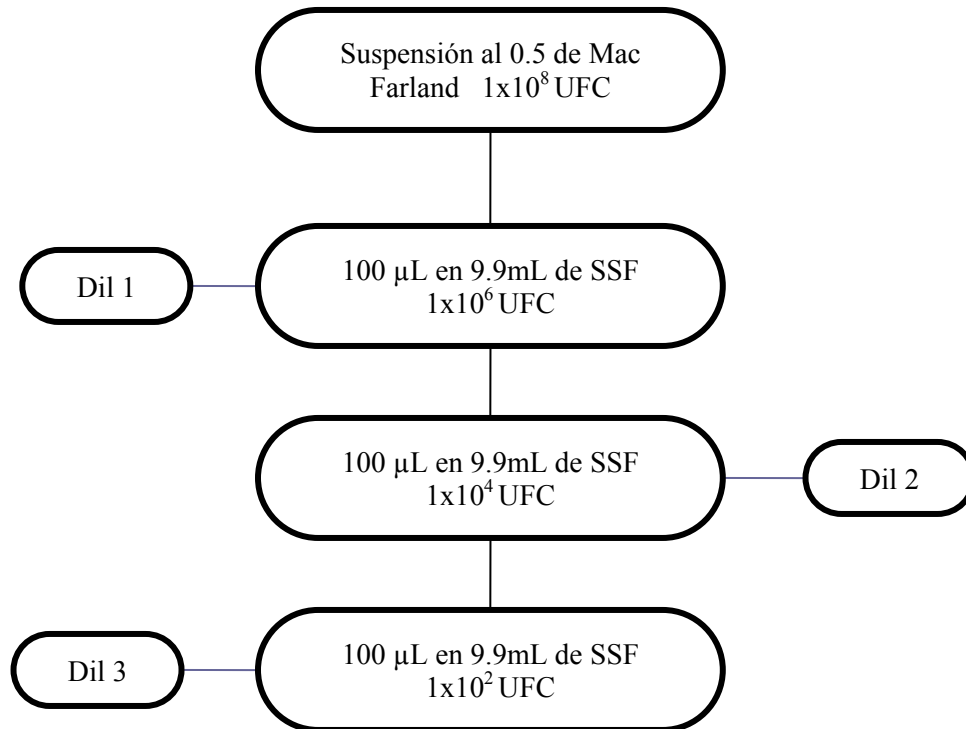 Suspensión al 0.5 de Mac
Farland 1x10⁸ UFC
Dil 1
100 µL en 9.9mL de SSF
1x10⁶ UFC
100 µL en 9.9mL de SSF
1x10⁴ UFC
Dil 2
Dil 3
100 µL en 9.9mL de SSF
1x10² UFC